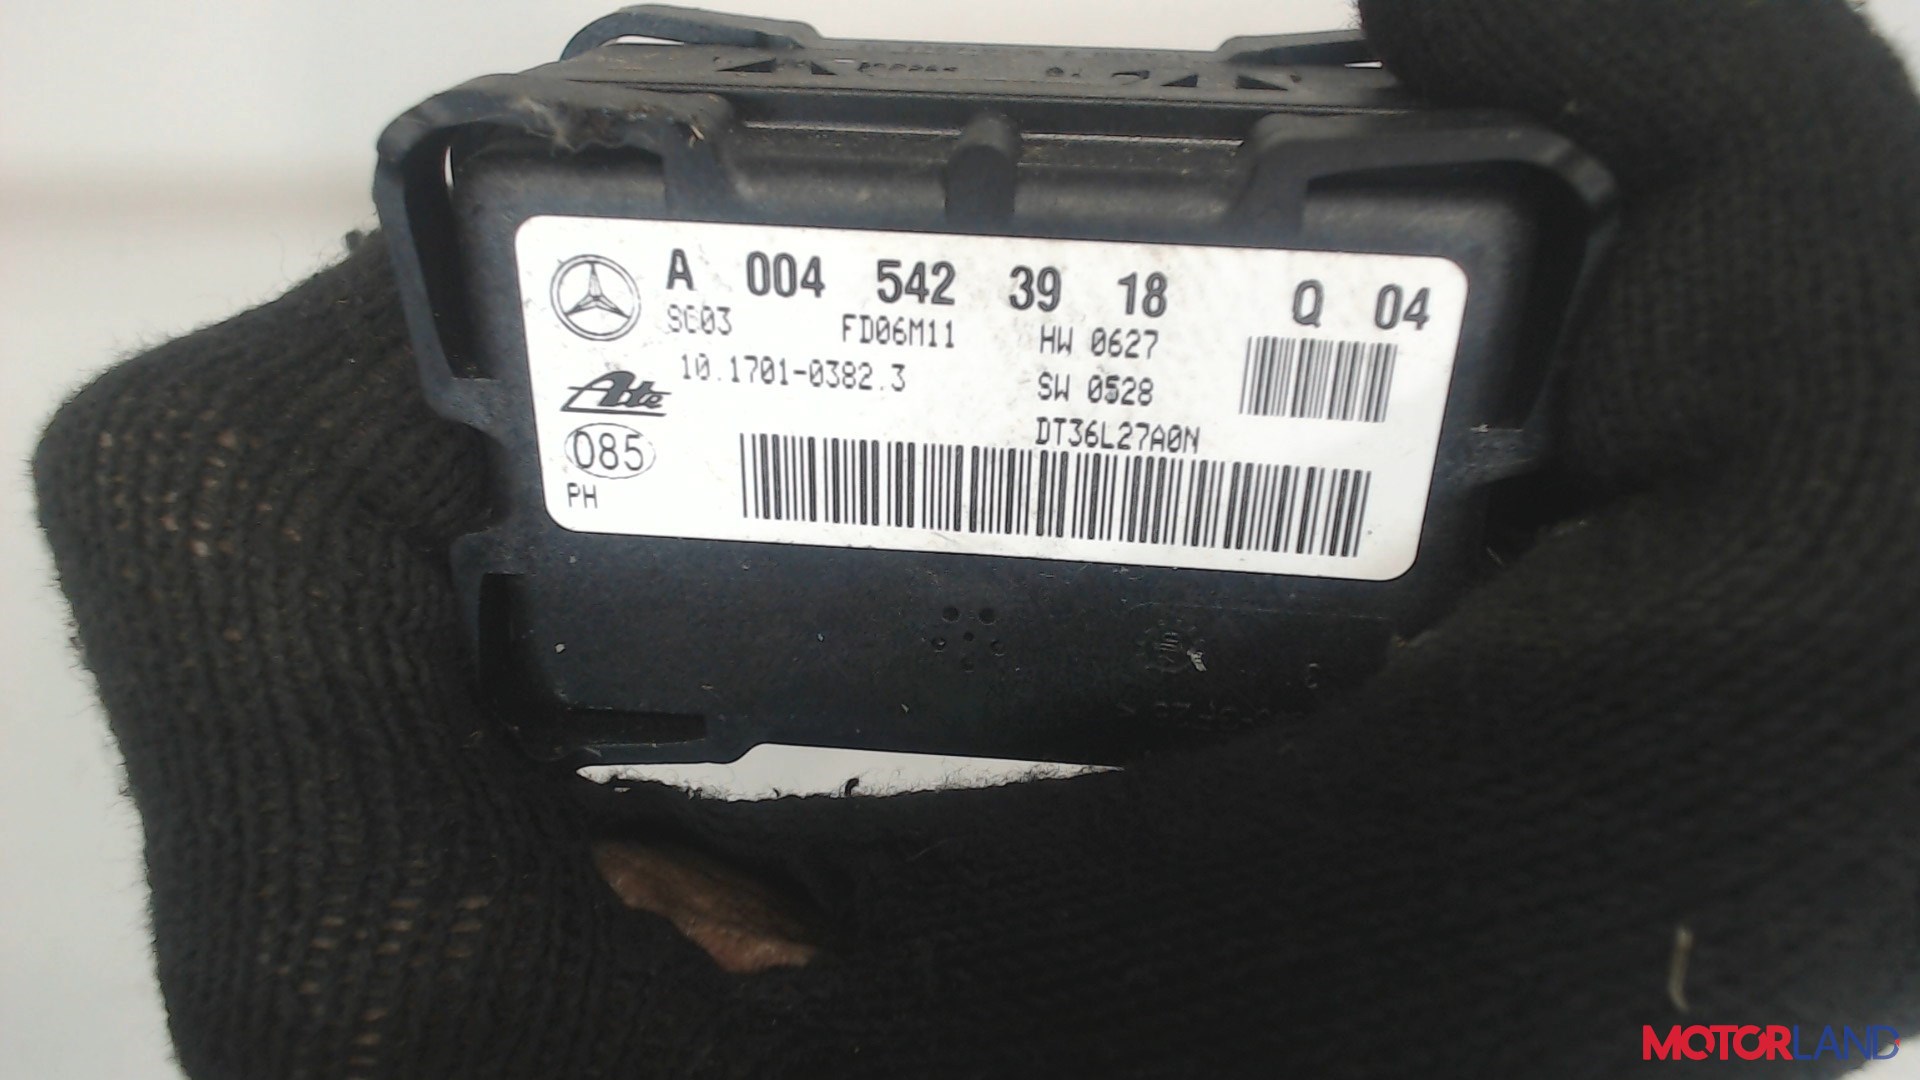 A 004 542 39 18 Q 04
SC03 FD06M11 HW 0627
10.1701-0382.3 SW 0528
Ate
DT36L27A0N
085
PH
MOTORLAND